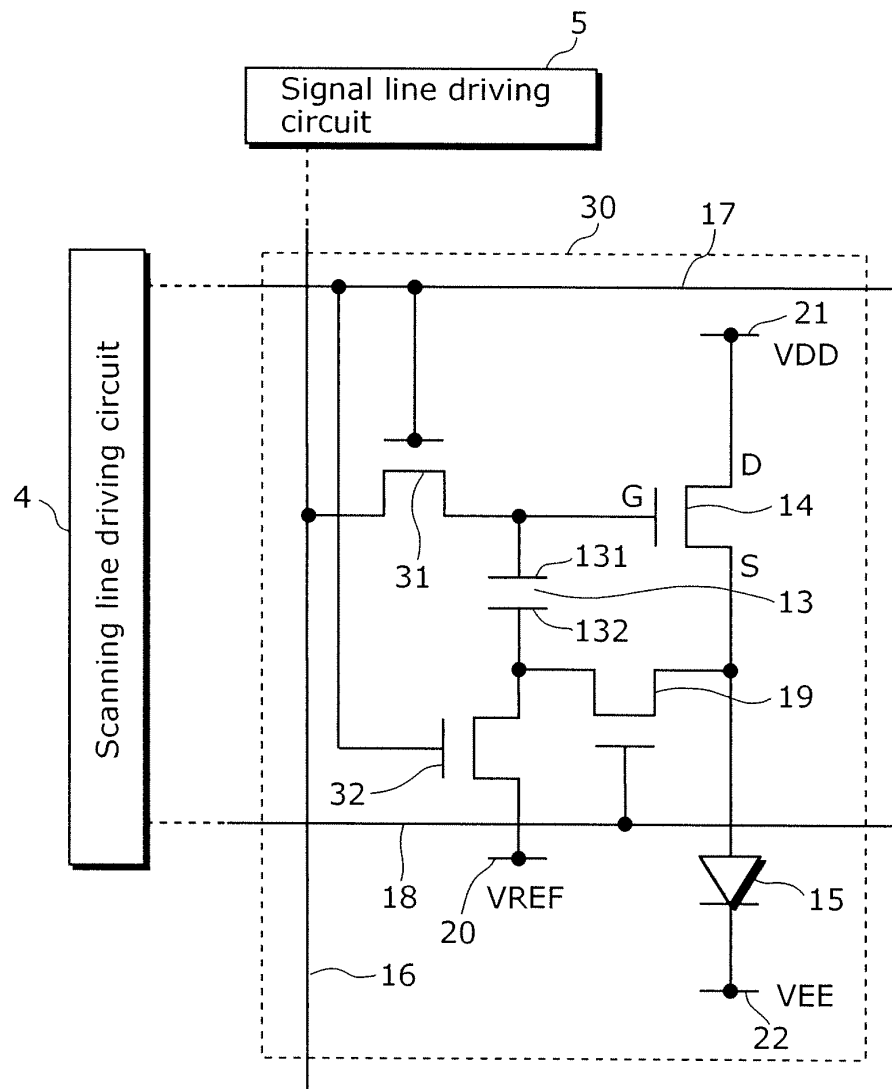 5
Signal line driving
circuit
30
17
21
VDD
Scanning line driving circuit
4
D
G
14
31
131
S
13
132
19
32
18
VREF
20
15
16
VEE
22